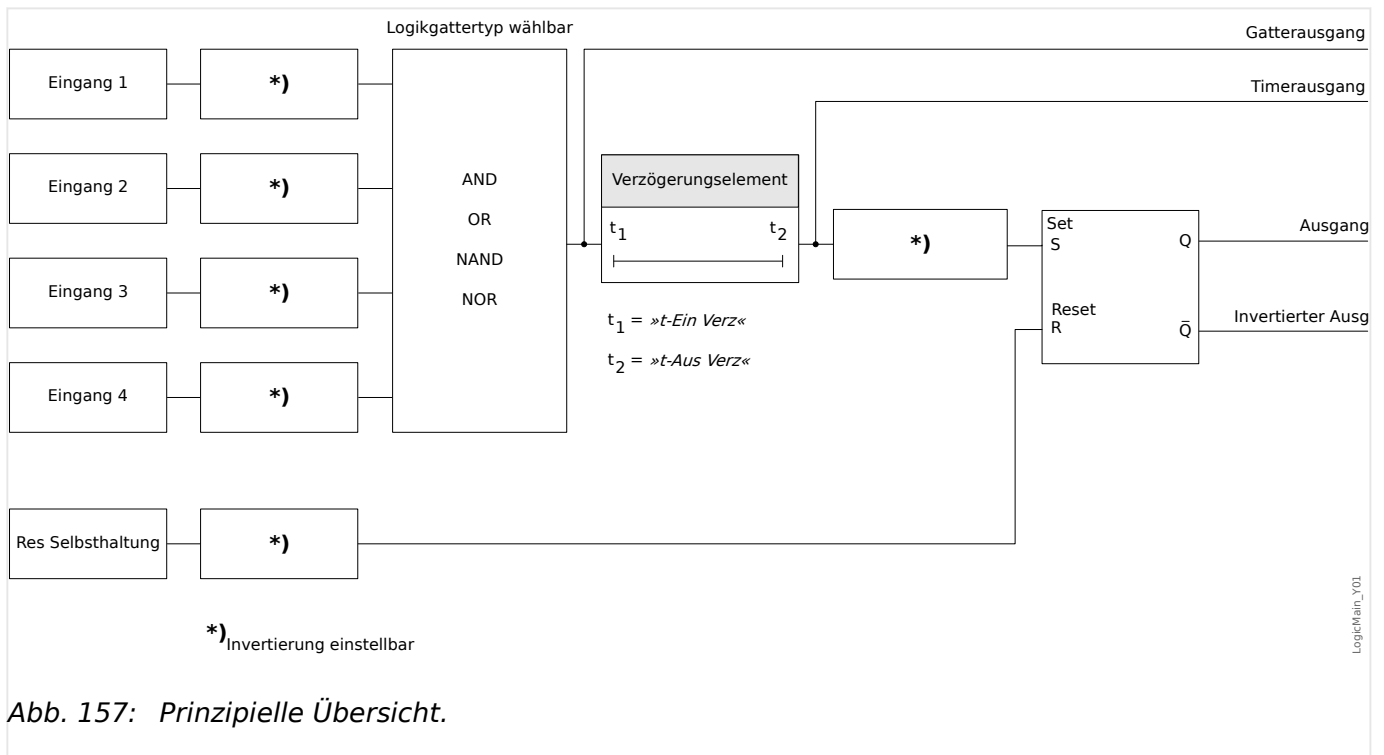 Logikgattertyp wählbar
Gatterausgang
Eingang 1
*)
Timerausgang
Eingang 2
*)
AND
OR
NAND
NOR
Verzögerungselement
t1
t2
*)
Set
S
Q
Ausgang
Eingang 3
*)
Reset
R
Q̄
Invertierter Ausg
t1 = »t-Ein Verz«
t2 = »t-Aus Verz«
Eingang 4
*)
Res Selbsthaltung
*)
*)Invertierung einstellbar
LogicMain_Y01
Abb. 157: Prinzipielle Übersicht.